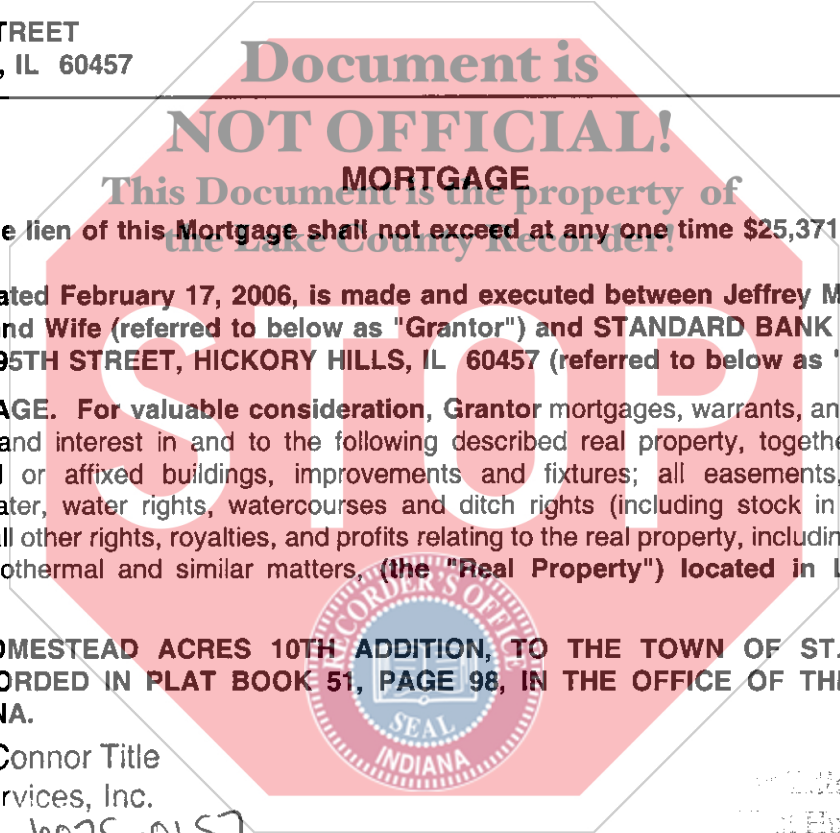 TREET
, IL 60457
Document is
NOT OFFICIAL!
MORTGAGE
This Document is the property of
the Lake County Recorder!
e lien of this Mortgage shall not exceed at any one time $25,371
ated February 17, 2006, is made and executed between Jeffrey M
nd Wife (referred to below as "Grantor") and STANDARD BANK
95TH STREET, HICKORY HILLS, IL 60457 (referred to below as "
AGE. For valuable consideration, Grantor mortgages, warrants, an
and interest in and to the following described real property, togethe
or affixed buildings, improvements and fixtures; all easements,
ater, water rights, watercourses and ditch rights (including stock in
ll other rights, royalties, and profits relating to the real property, includin
othermal and similar matters, (the "Real Property") located in L
STOP
OMESTEAD ACRES 10TH ADDITION, TO THE TOWN OF ST.
ORDED IN PLAT BOOK 51, PAGE 98, IN THE OFFICE OF THE
NA.
RECORDER'S OFFICE
SEAL
INDIANA
Connor Title
rvices, Inc.